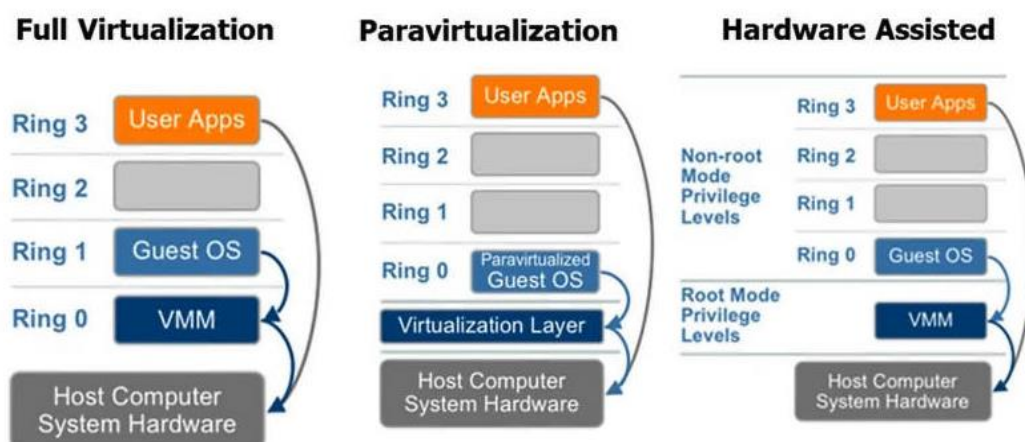 Full Virtualization
Ring 3
User Apps
Ring 2
Ring 1
Guest OS
Ring 0
VMM
Host Computer
System Hardware
Paravirtualization
Ring 3
User Apps
Ring 2
Ring 1
Ring 0
Paravirtualized
Guest OS
Virtualization Layer
Host Computer
System Hardware
Hardware Assisted
Non-root
Mode
Privilege
Levels
Ring 3
User Apps
Ring 2
Ring 1
Ring 0
Guest OS
Root Mode
Privilege
Levels
VMM
Host Computer
System Hardware